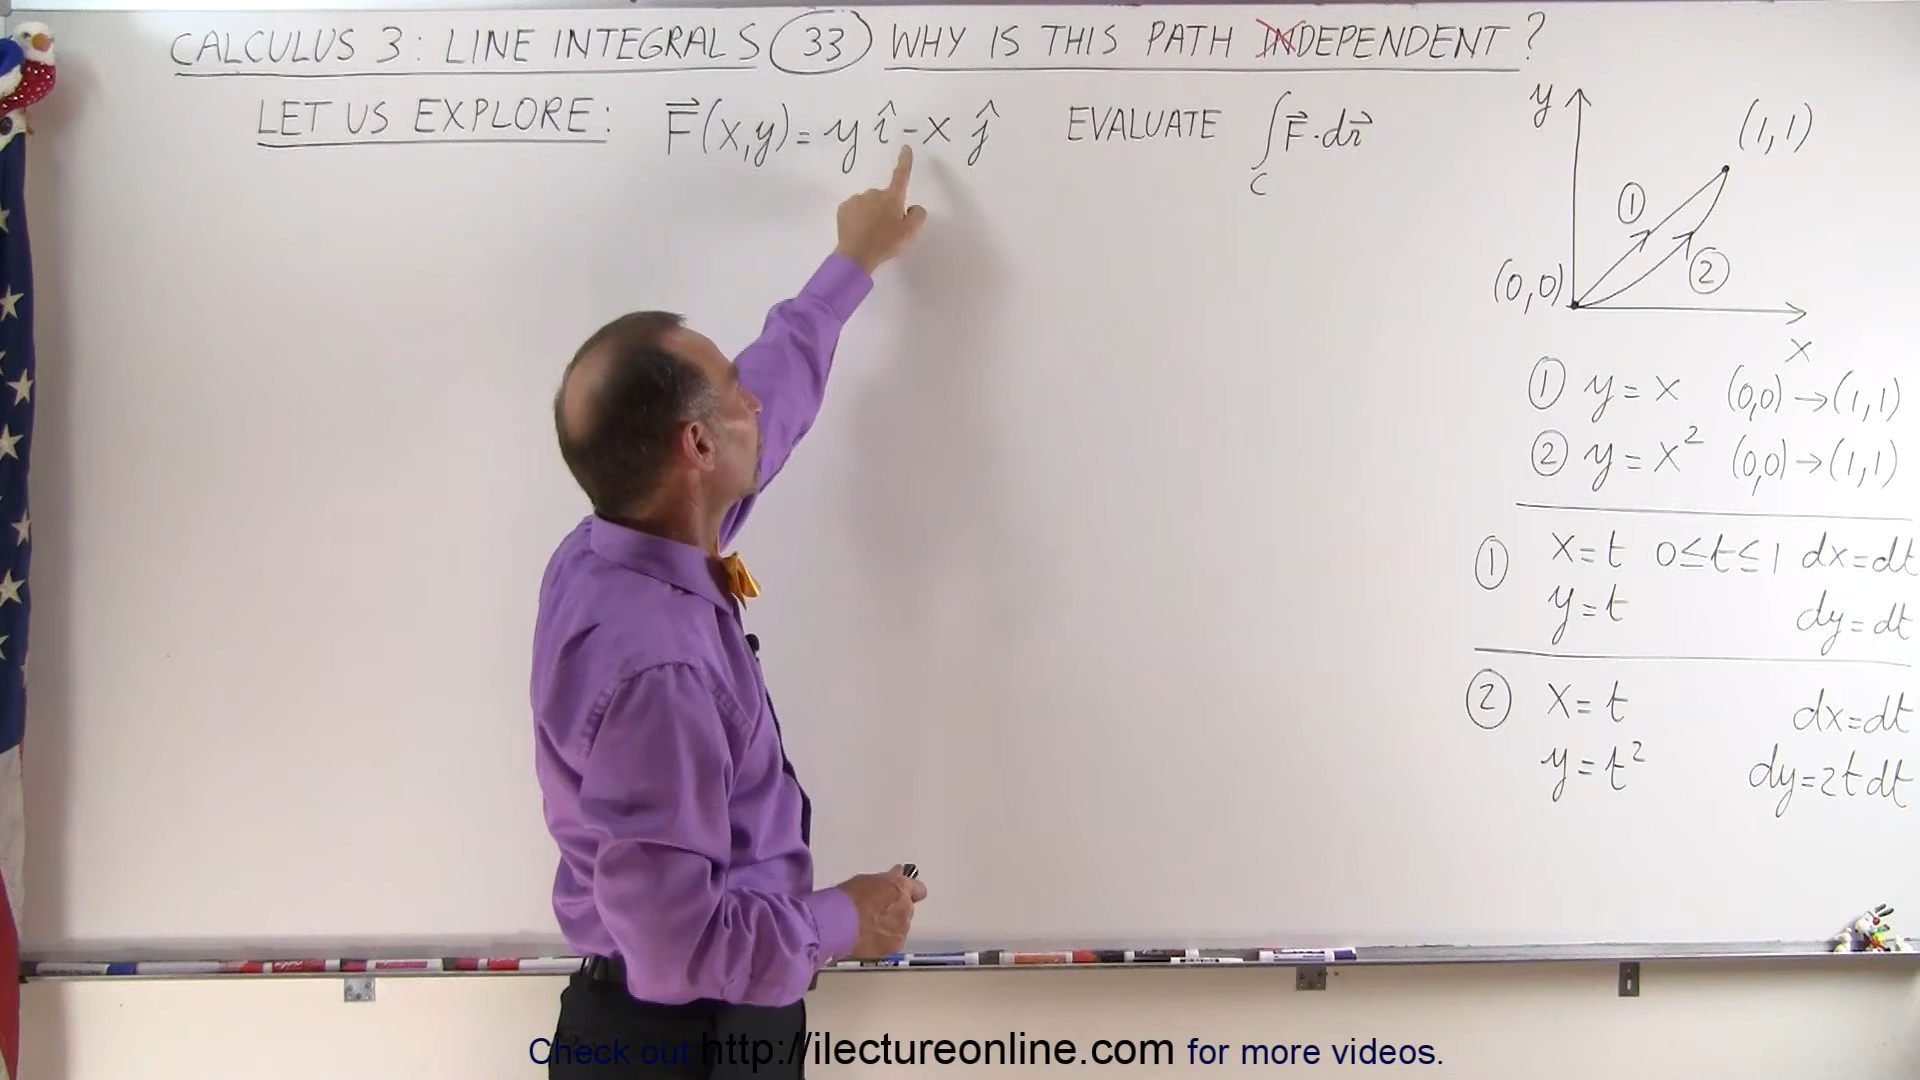 CALCULUS 3: LINE INTEGRALS 33 WHY IS THIS PATH INDEPENDENT?
LET US EXPLORE: F⃗(x,y)= y î - x ĵ EVALUATE ∫_C F⃗·dr⃗
y
(1,1)
①
②
(0,0)
x
① y = x (0,0)→(1,1)
② y = x² (0,0)→(1,1)
① x=t 0≤t≤1 dx=dt
y=t dy=dt
② x=t dx=dt
y=t² dy=2t dt
Check out http://ilectureonline.com for more videos.